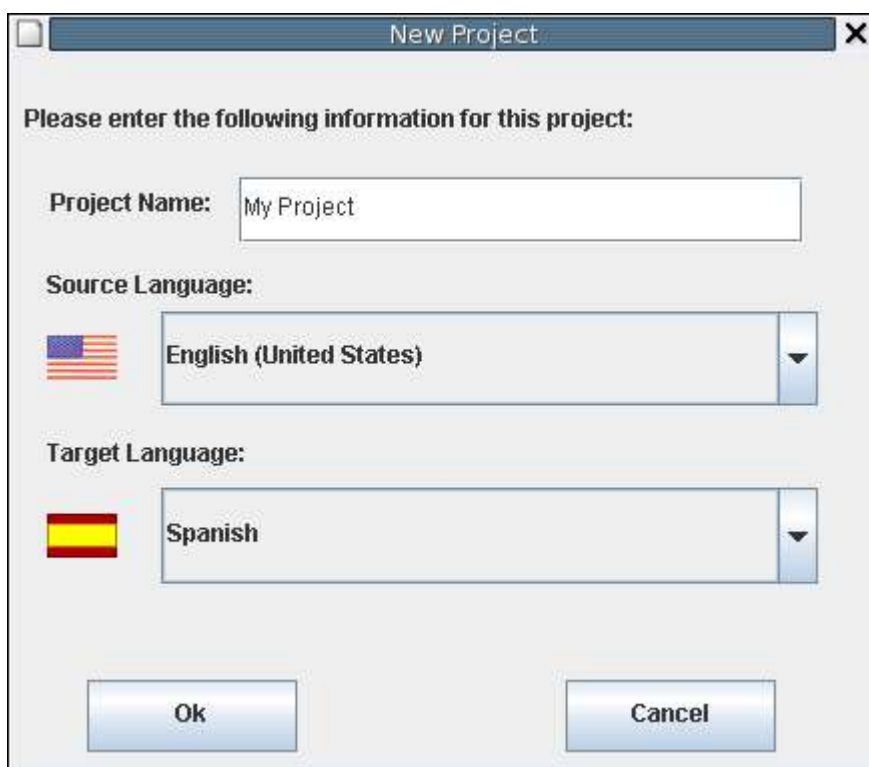 New Project
Please enter the following information for this project:
Project Name: My Project
Source Language:
English (United States)
Target Language:
Spanish
Ok Cancel